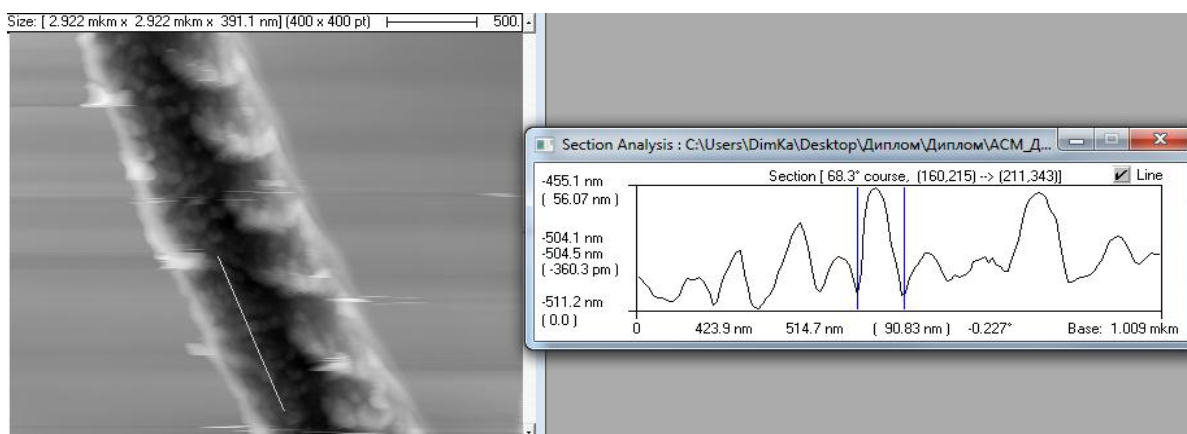 Size: [ 2.922 mkm x 2.922 mkm x 391.1 nm] (400 x 400 pt) 500.
Section Analysis : C:\Users\DimKa\Desktop\Диплом\Диплом\АСМ_Д...
Section [ 68.3° course, (160,215) --> (211,343)] Line
-455.1 nm
( 56.07 nm )
-504.1 nm
-504.5 nm
( -360.3 pm )
-511.2 nm
( 0.0 )
0 423.9 nm 514.7 nm ( 90.83 nm ) -0.227° Base: 1.009 mkm